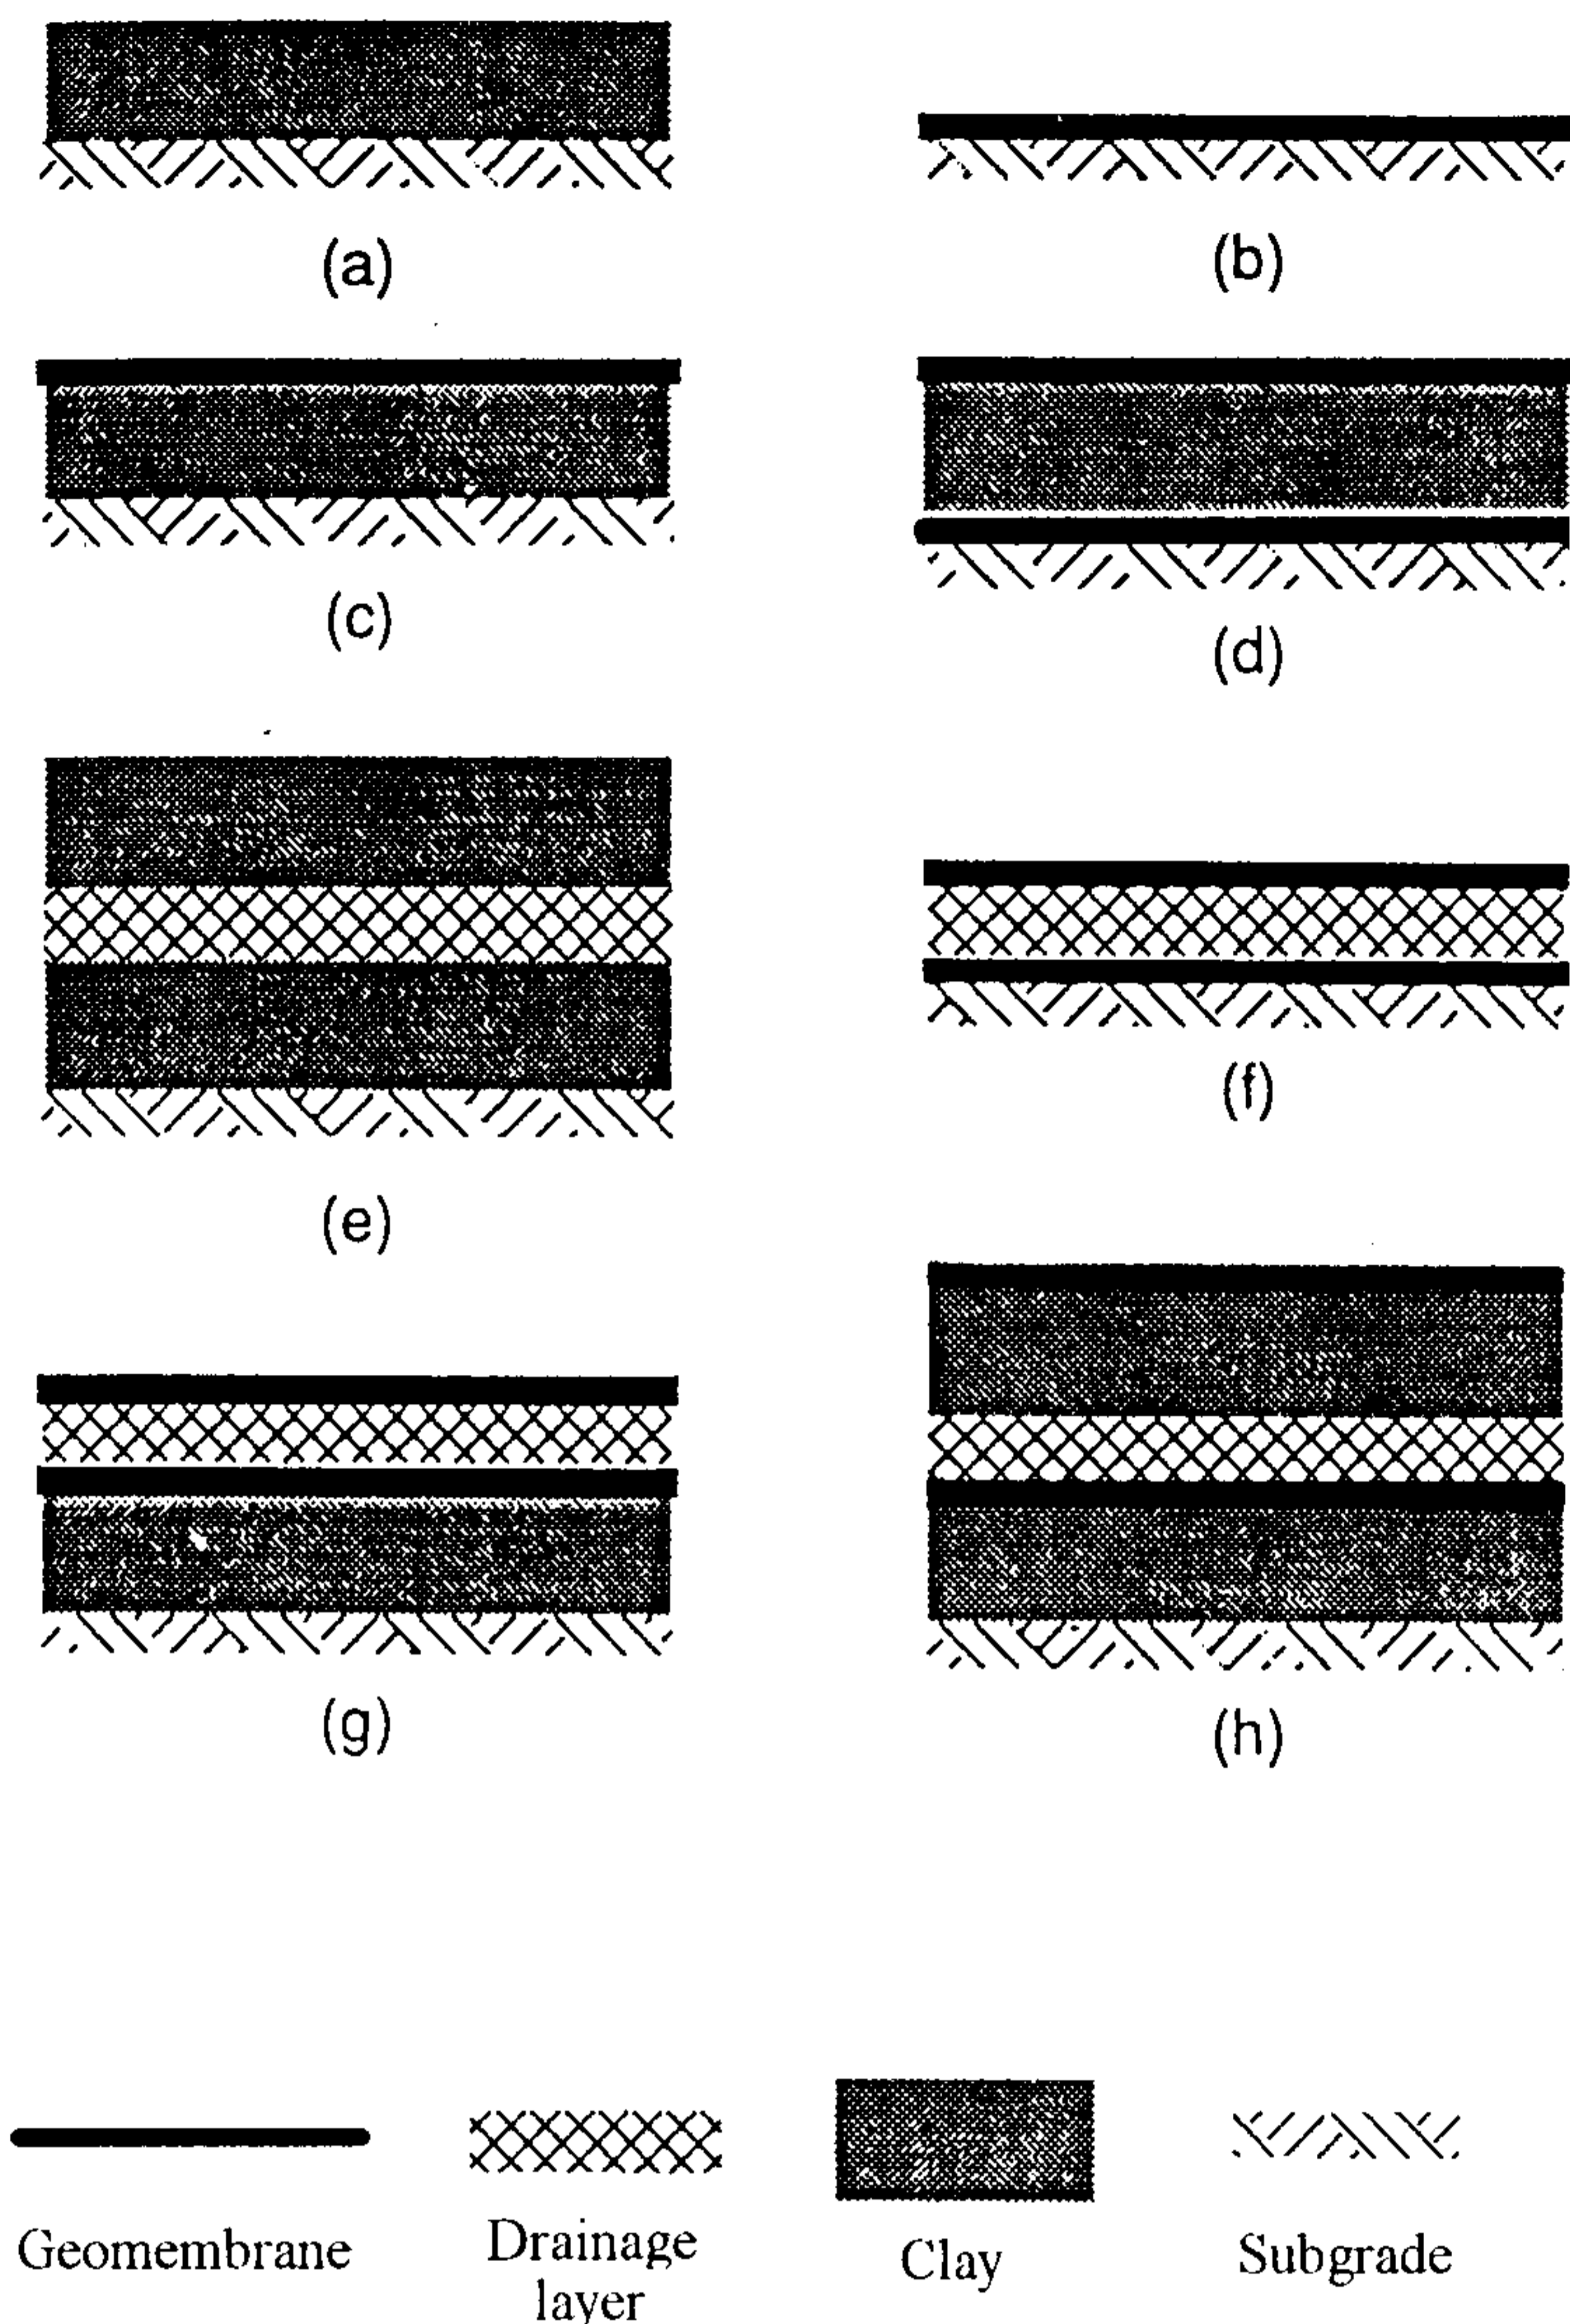 (a)
(b)
(c)
(d)
(e)
(f)
(g)
(h)
Geomembrane
Drainage
layer
Clay
Subgrade